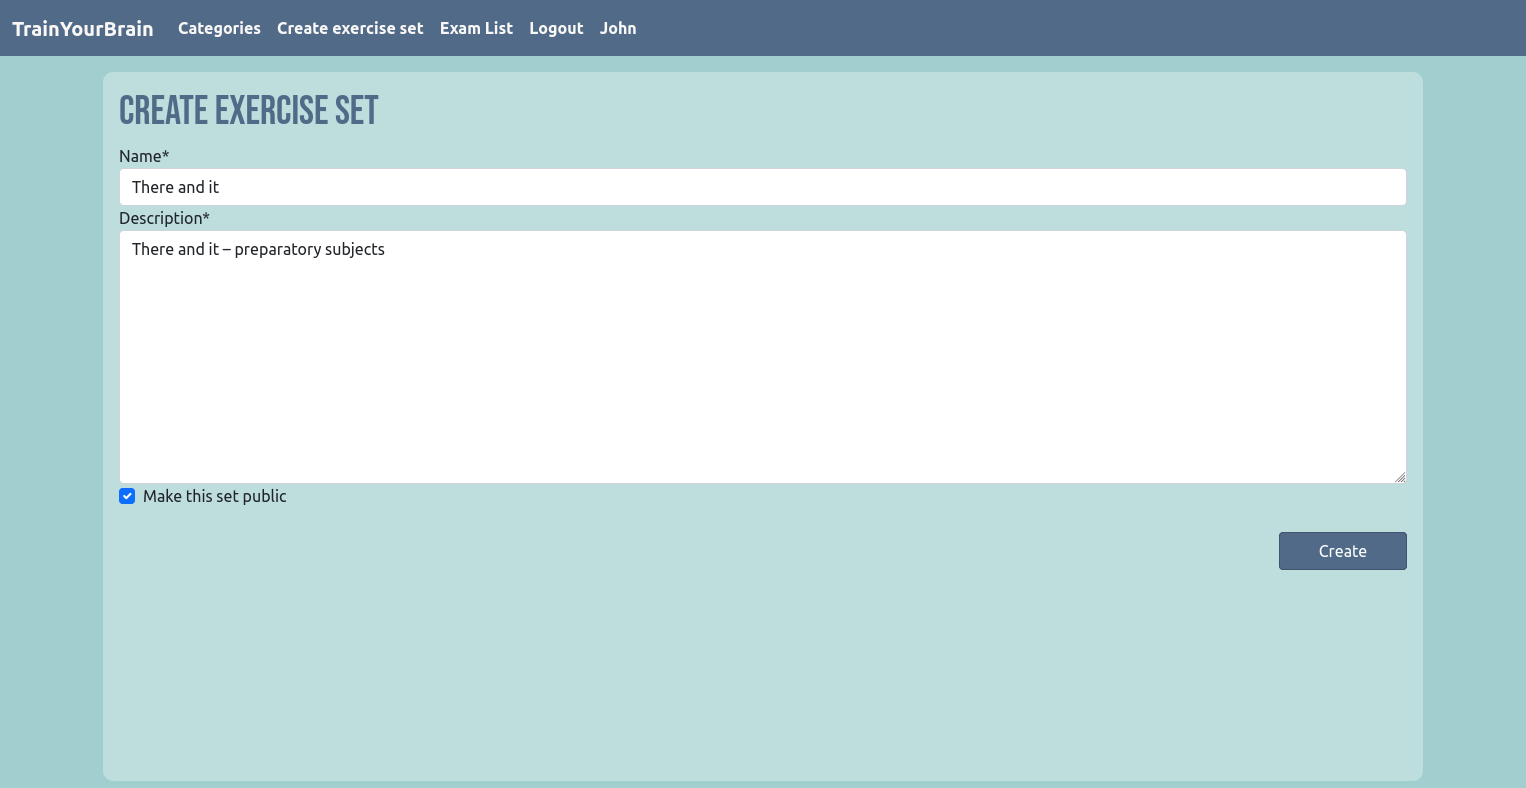 TrainYourBrain Categories Create exercise set Exam List Logout John
CREATE EXERCISE SET
Name*
There and it
Description*
There and it – preparatory subjects
Make this set public
Create